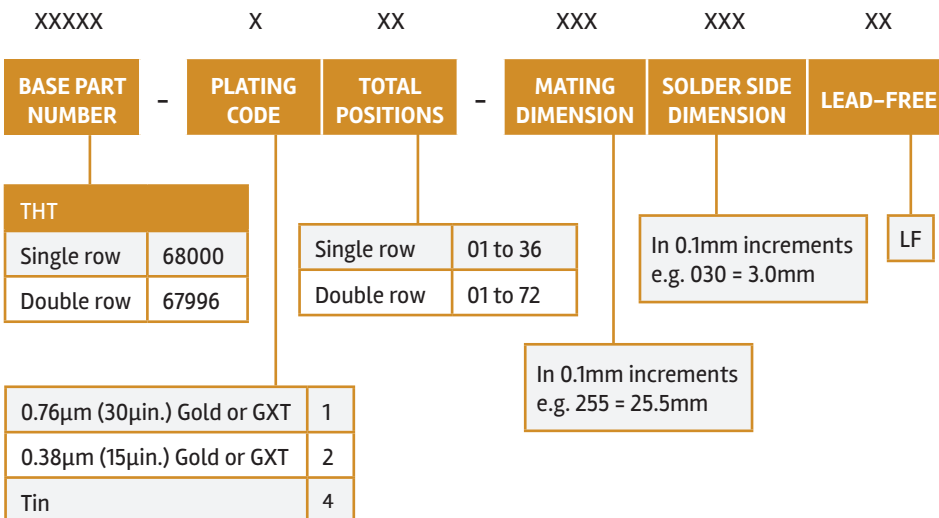 XXXXX X XX XXX XXX XX
BASE PART
NUMBER
-
PLATING
CODE
TOTAL
POSITIONS
-
MATING
DIMENSION
SOLDER SIDE
DIMENSION
LEAD-FREE
THT
Single row 68000
Double row 67996
Single row 01 to 36
Double row 01 to 72
In 0.1mm increments
e.g. 030 = 3.0mm
LF
In 0.1mm increments
e.g. 255 = 25.5mm
0.76µm (30µin.) Gold or GXT 1
0.38µm (15µin.) Gold or GXT 2
Tin 4